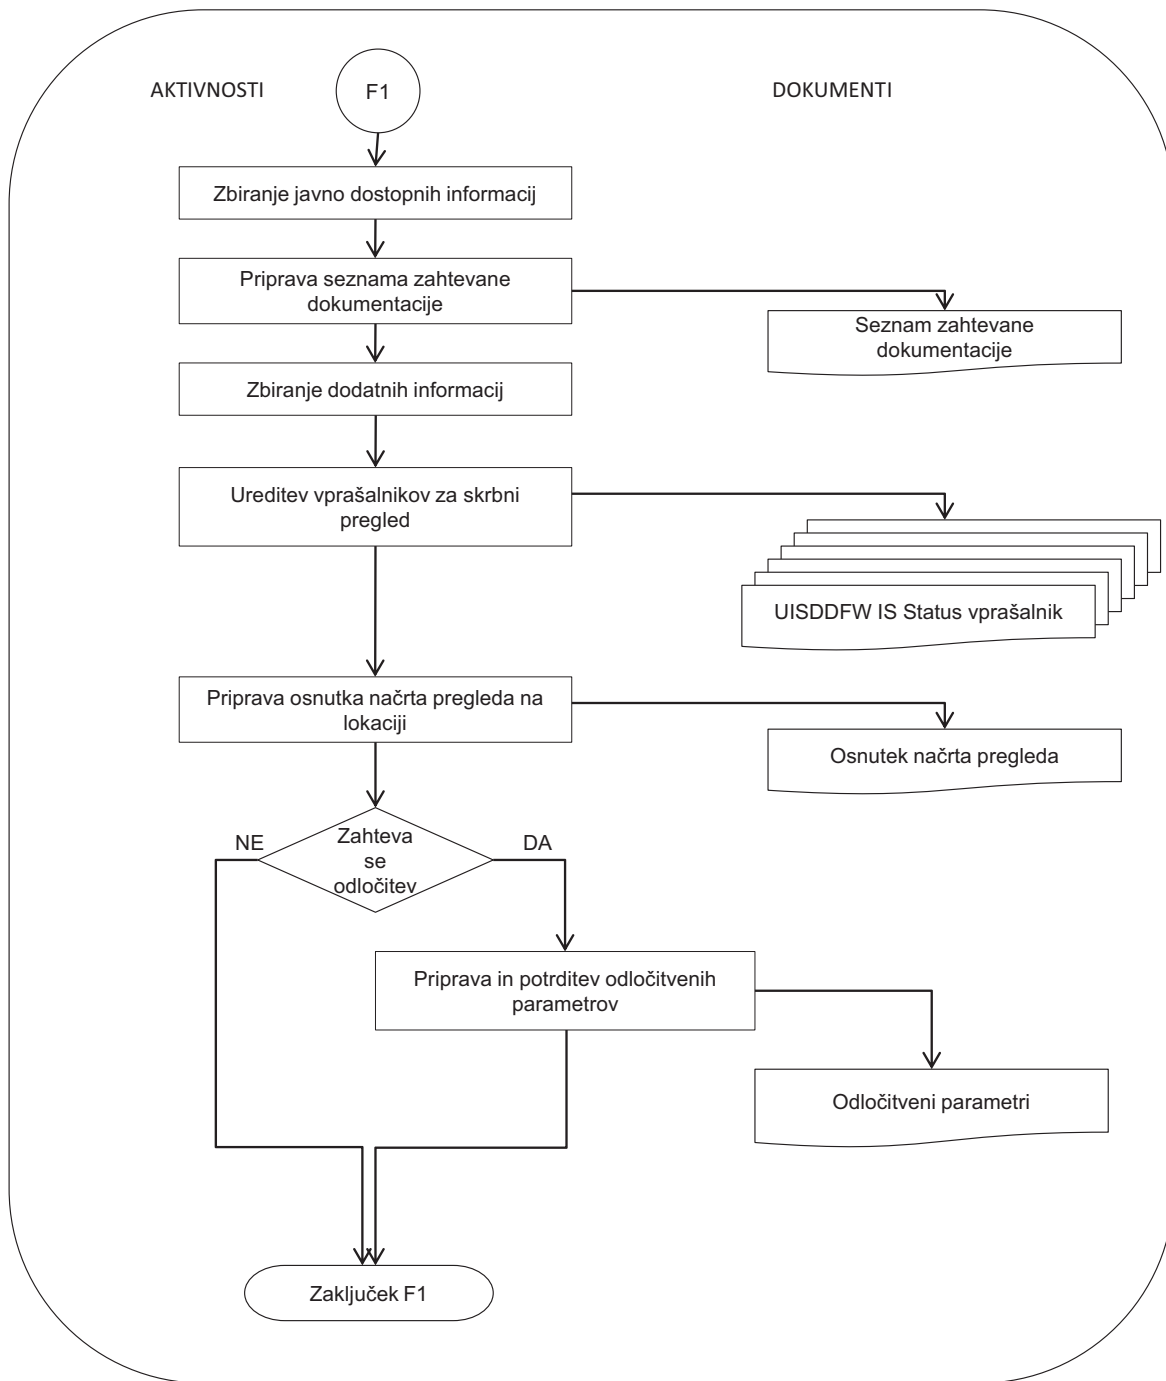 AKTIVNOSTI
F1
DOKUMENTI
Zbiranje javno dostopnih informacij
Priprava seznama zahtevane
dokumentacije
Seznam zahtevane
dokumentacije
Zbiranje dodatnih informacij
Ureditev vprašalnikov za skrbni
pregled
UISDDFW IS Status vprašalnik
Priprava osnutka načrta pregleda na
lokaciji
Osnutek načrta pregleda
NE
Zahteva
se
odločitev
DA
Priprava in potrditev odločitvenih
parametrov
Odločitveni parametri
Zaključek F1